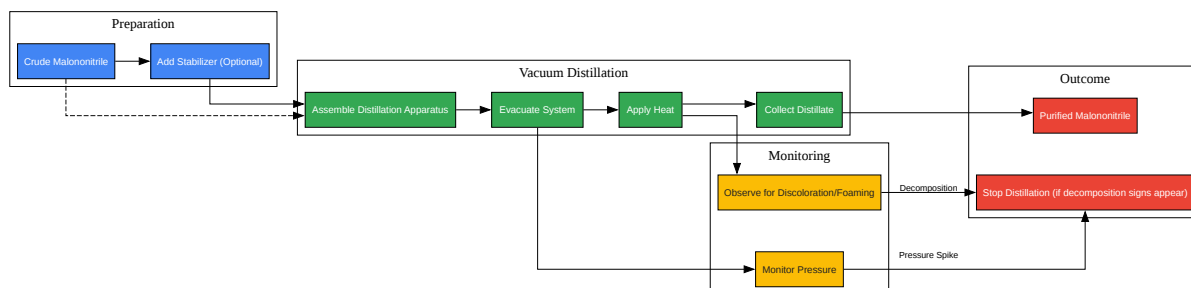 Preparation
Crude Malononitrile
Add Stabilizer (Optional)
Vacuum Distillation
Assemble Distillation Apparatus
Evacuate System
Apply Heat
Collect Distillate
Outcome
Purified Malononitrile
Monitoring
Observe for Discoloration/Foaming
Decomposition
Stop Distillation (if decomposition signs appear)
Monitor Pressure
Pressure Spike